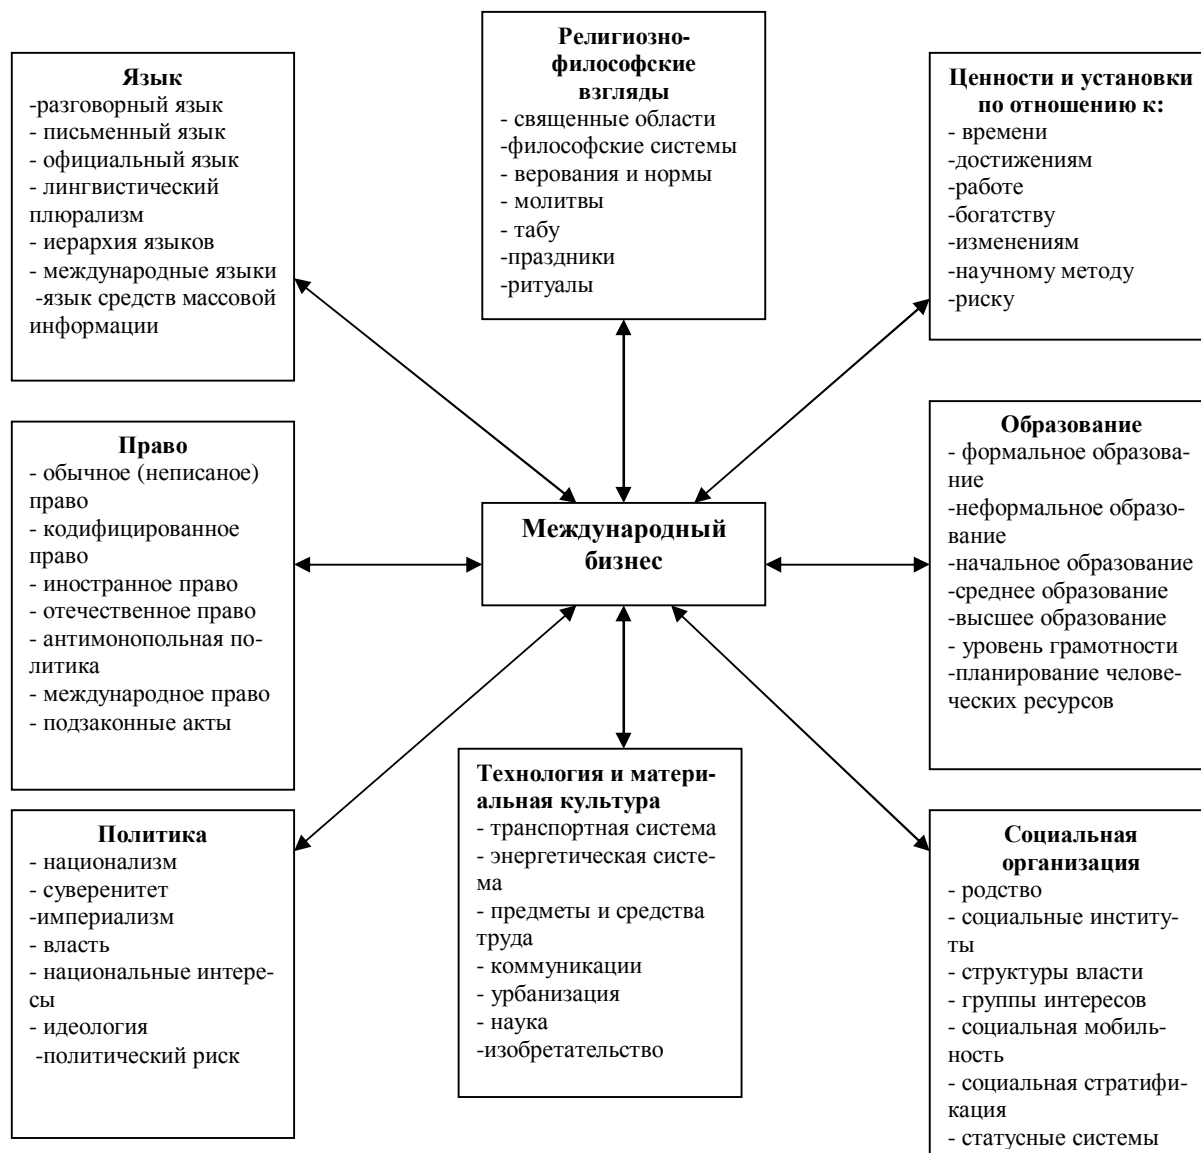 Язык
-разговорный язык
- письменный язык
- официальный язык
- лингвистический
плюрализм
- иерархия языков
- международные языки
-язык средств массовой
информации
Религиозно-
философские
взгляды
- священные области
-философские системы
- верования и нормы
- молитвы
- табу
-праздники
-ритуалы
Ценности и установки
по отношению к:
- времени
-достижениям
-работе
-богатству
-изменениям
-научному методу
-риску
Право
- обычное (неписаное)
право
- кодифицированное
право
- иностранное право
- отечественное право
- антимонопольная по-
литика
- международное право
- подзаконные акты
Международный
бизнес
Образование
- формальное образова-
ние
-неформальное образо-
вание
-начальное образование
-среднее образование
-высшее образование
- уровень грамотности
-планирование челове-
ческих ресурсов
Политика
- национализм
- суверенитет
-империализм
- власть
- национальные интере-
сы
- идеология
-политический риск
Технология и матери-
альная культура
- транспортная система
- энергетическая систе-
ма
- предметы и средства
труда
- коммуникации
- урбанизация
- наука
-изобретательство
Социальная
организация
- родство
- социальные институ-
ты
- структуры власти
- группы интересов
- социальная мобиль-
ность
- социальная стратифи-
кация
- статусные системы